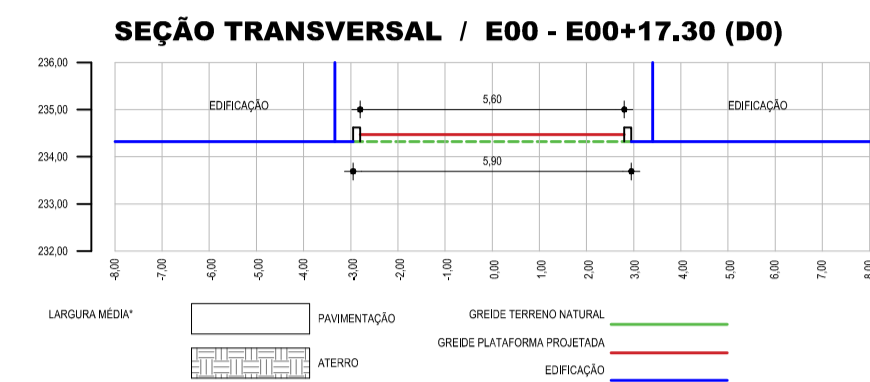 SEÇÃO TRANSVERSAL / E00 - E00+17.30 (D0)
236,00
235,00
234,00
233,00
232,00
EDIFICAÇÃO
5,60
EDIFICAÇÃO
5,90
-8,00 -7,00 -6,00 -5,00 -4,00 -3,00 -2,00 -1,00 0,00 1,00 2,00 3,00 4,00 5,00 6,00 7,00 8,00
LARGURA MÉDIA*
PAVIMENTAÇÃO
ATERRO
GREIDE TERRENO NATURAL
GREIDE PLATAFORMA PROJETADA
EDIFICAÇÃO